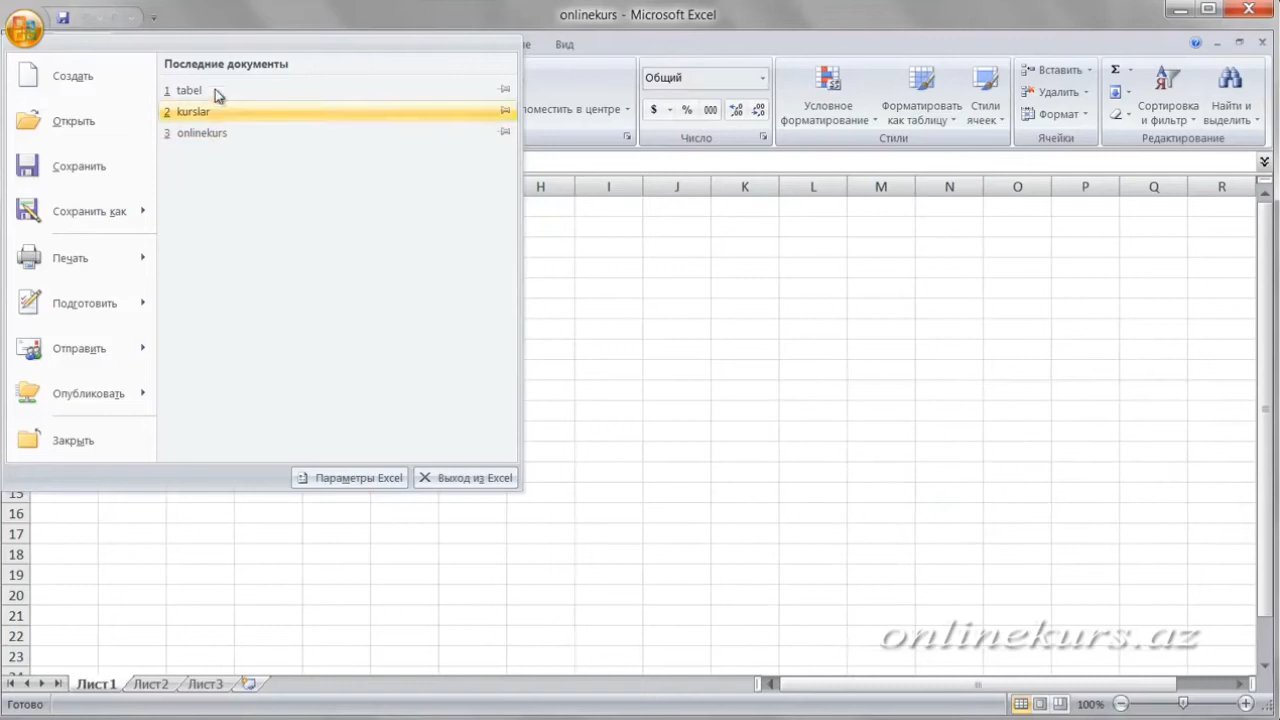 onlinekurs - Microsoft Excel
Вид
Последние документы
1 tabel
2 kurslar
3 onlinekurs
Создать
Открыть
Сохранить
Сохранить как
Печать
Подготовить
Отправить
Опубликовать
Закрыть
Параметры Excel
Выход из Excel
поместить в центре
Общий
$ % 000
Число
Условное форматирование
Форматировать как таблицу
Стили ячеек
Стили
Вставить
Удалить
Формат
Ячейки
Σ
Сортировка и фильтр
Найти и выделить
Редактирование
H I J K L M N O P Q R
15
16
17
18
19
20
21
22
23
onlinekurs.az
Лист1 Лист2 Лист3
Готово
100%